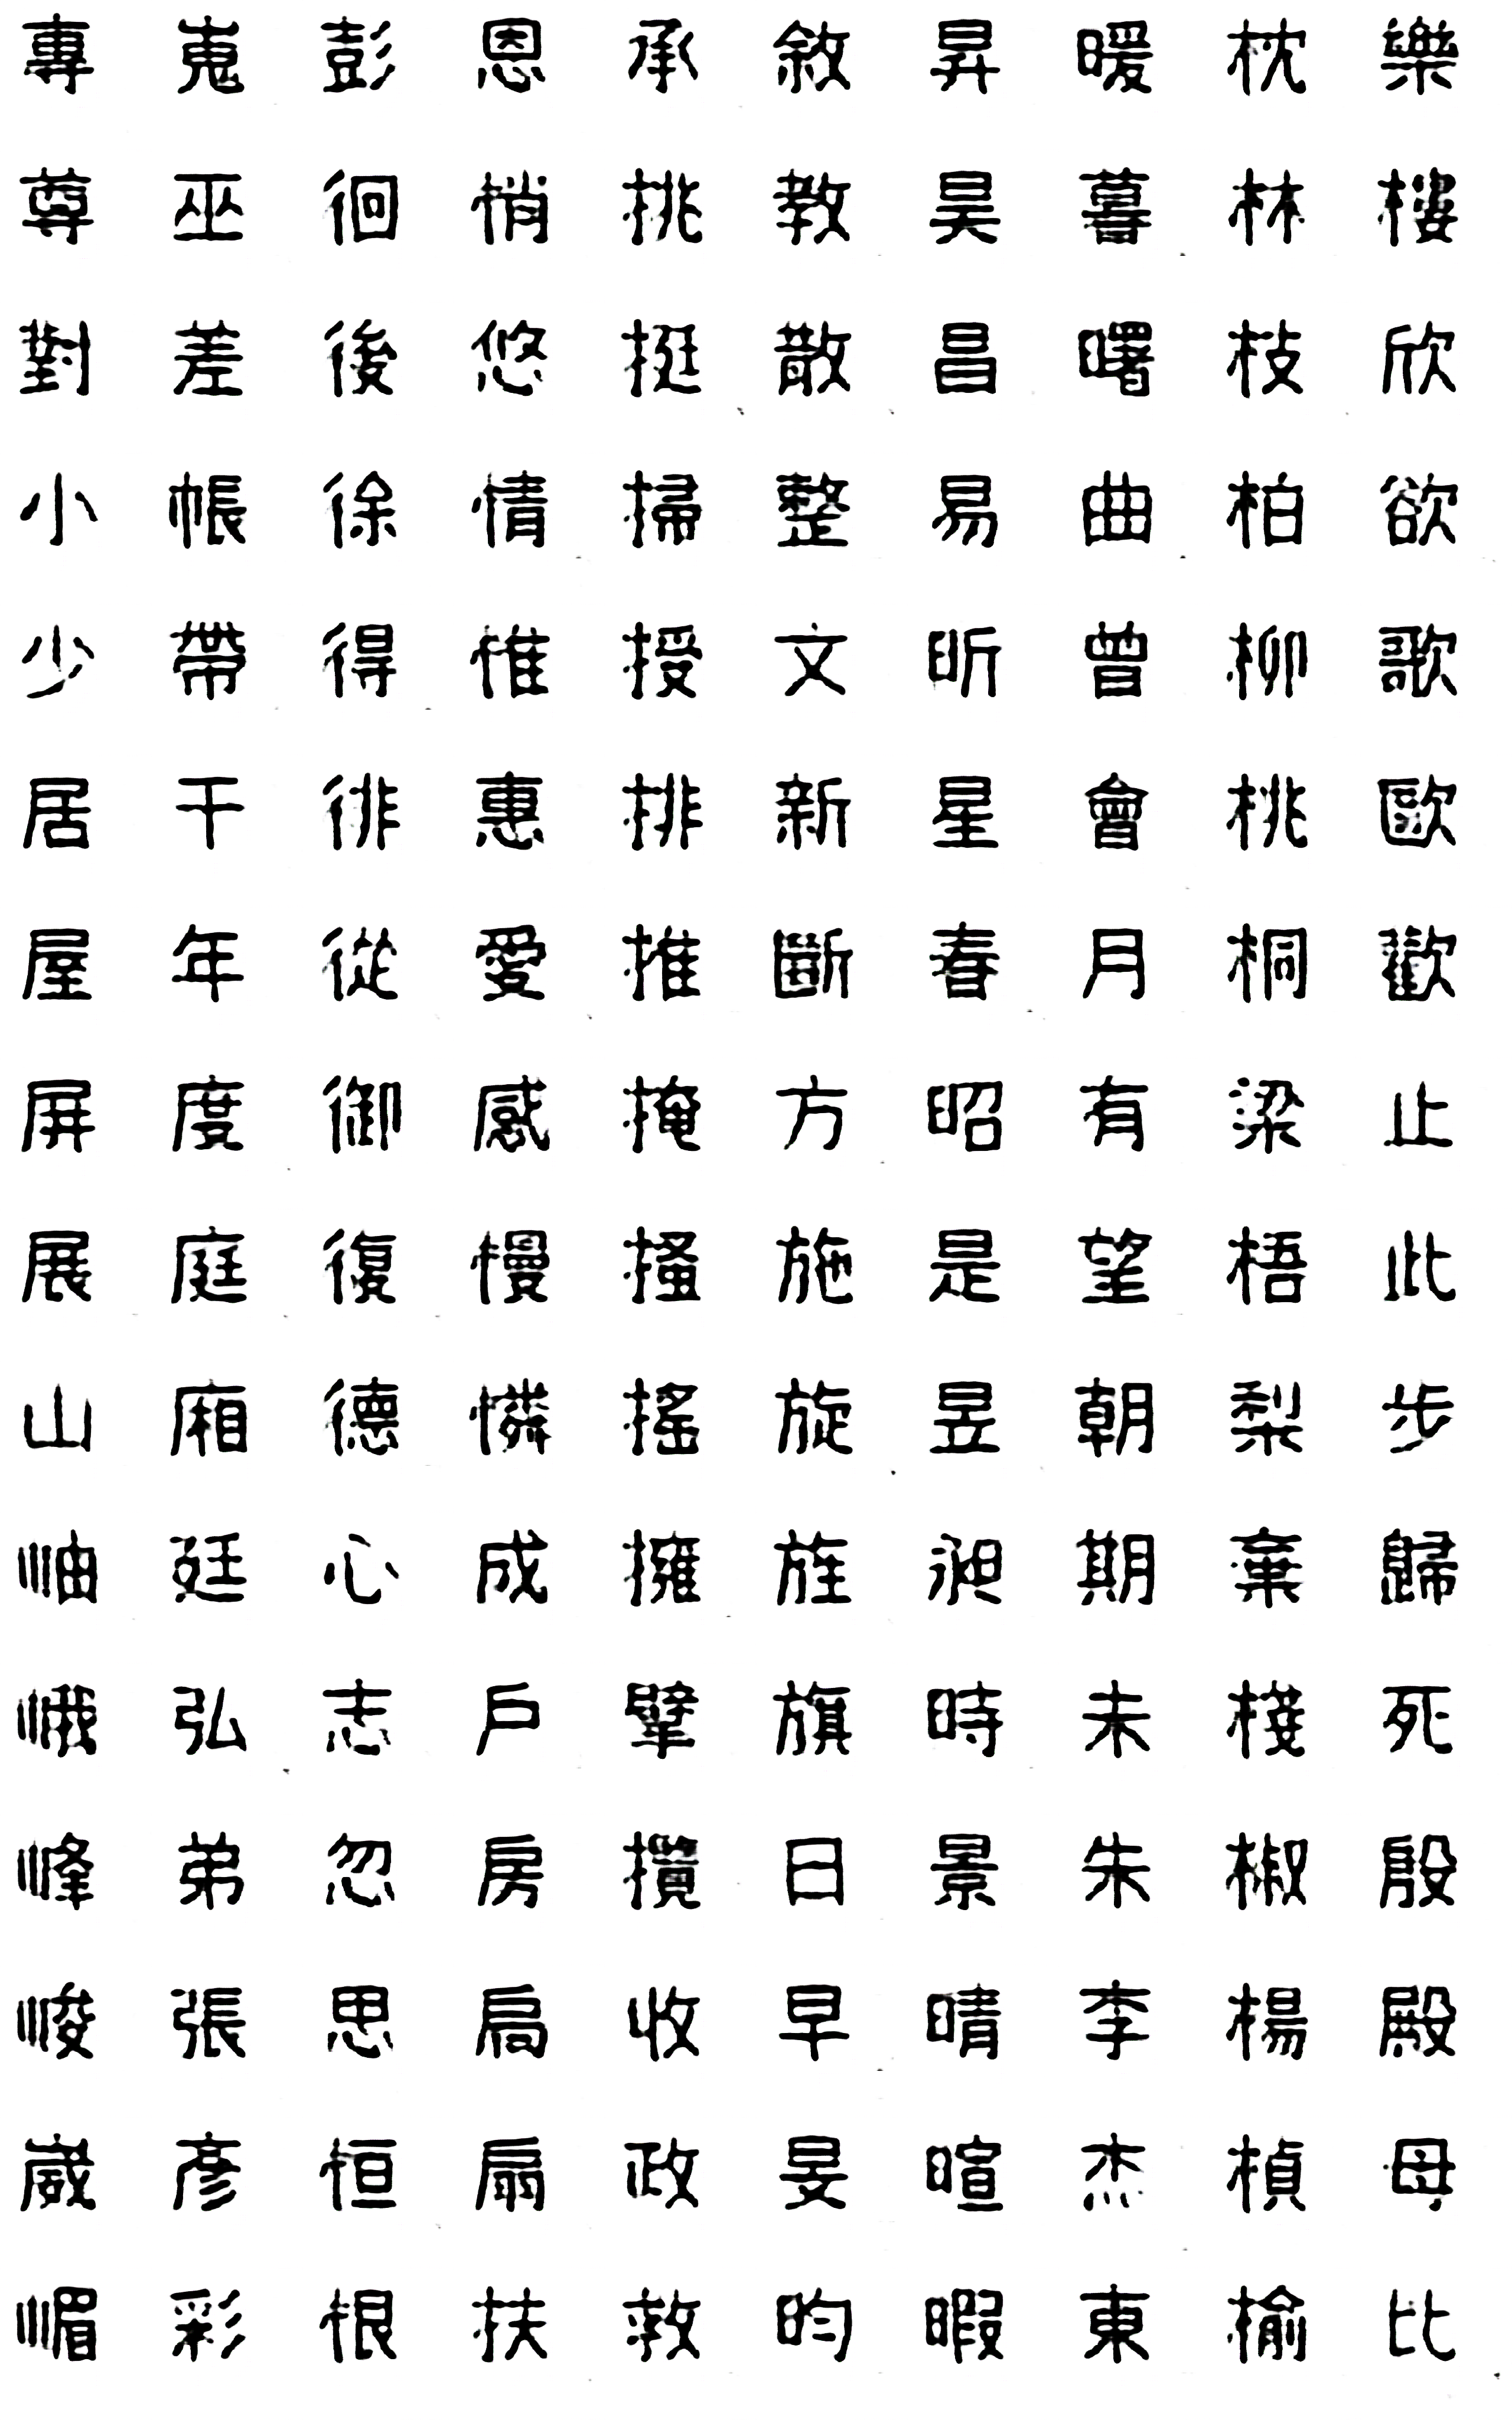 專尊對小少居屋屏展山岫峨峰峻崴嵋
嵬巫差帳帶干年度庭廂廷弘弟張彥彩
彭徊後徐得徘從御復德心志忽思恒恨
恩悄悠情惟惠愛感慢憐成戶房扃扇扶
承挑挺掃授排推掩搔搖擁擘攢收政救
敘教散整文新斷方施旋旌旗日早旻昀
昇昊昌易昕星春昭是昱昶時景晴暄暇
暖暮曙曲曾會月有望朝期未朱李杰東
枕林枝柏柳桃桐梁梧梨棄棲椒楊楨榆
樂樓欣欲歌歐歡止此步歸死殷殿母比